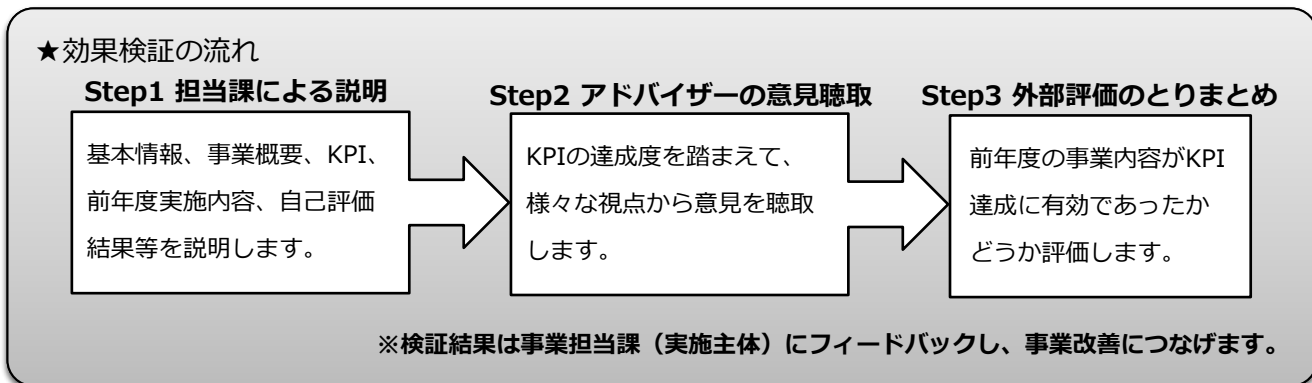 ★効果検証の流れ
Step1 担当課による説明
基本情報、事業概要、KPI、
前年度実施内容、自己評価
結果等を説明します。
Step2 アドバイザーの意見聴取
KPIの達成度を踏まえて、
様々な視点から意見を聴取
します。
Step3 外部評価のとりまとめ
前年度の事業内容がKPI
達成に有効であったか
どうか評価します。
※検証結果は事業担当課（実施主体）にフィードバックし、事業改善につなげます。